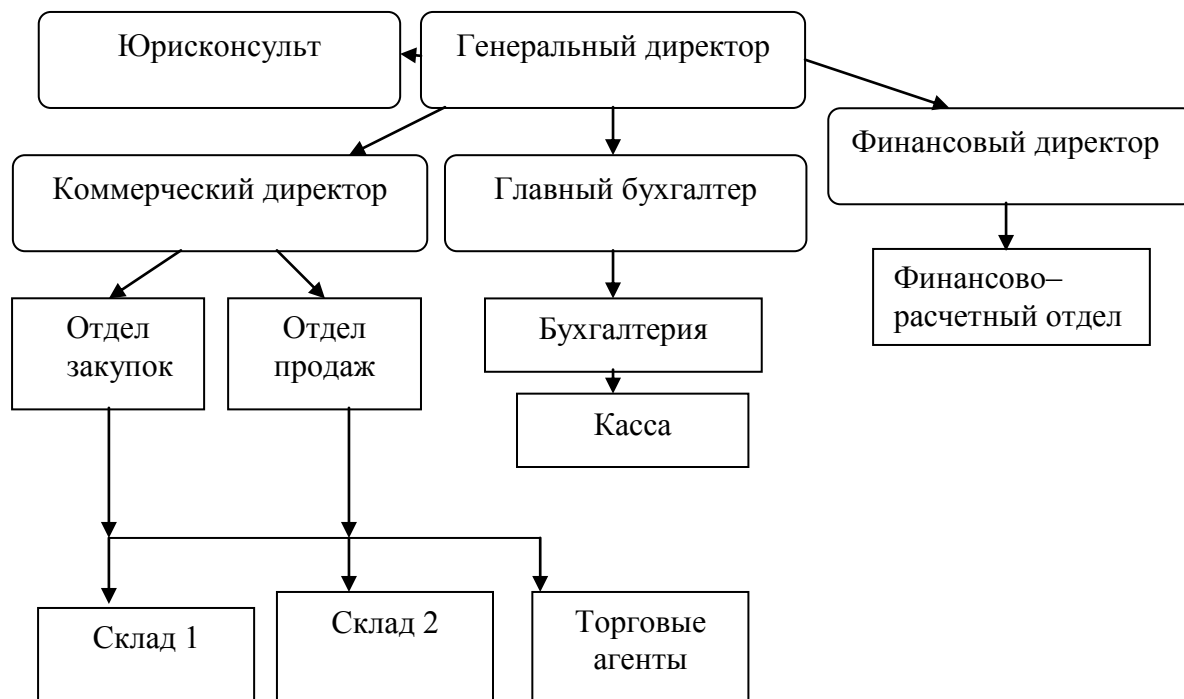 Юрисконсульт
Генеральный директор
Финансовый директор
Коммерческий директор
Главный бухгалтер
Финансово–
расчетный отдел
Отдел
закупок
Отдел
продаж
Бухгалтерия
Касса
Склад 1
Склад 2
Торговые
агенты